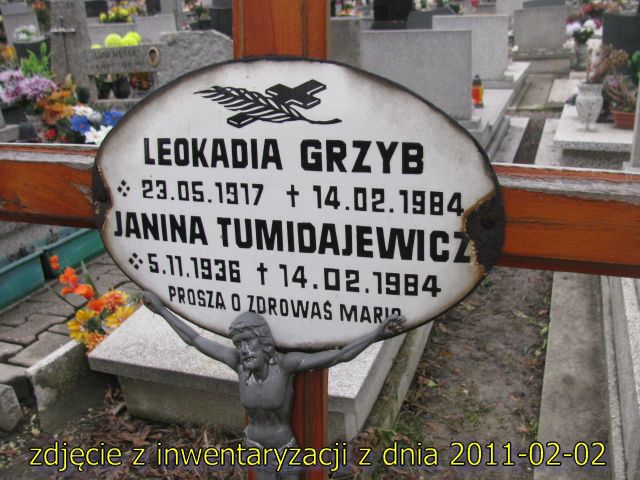 LEOKADIA GRZYB
⁘ 23.05.1917 † 14.02.1984
JANINA TUMIDAJEWICZ
⁘ 5.11.1936 † 14.02.1984
PROSZĄ O ZDROWAŚ MARIO
zdjęcie z inwentaryzacji z dnia 2011-02-02